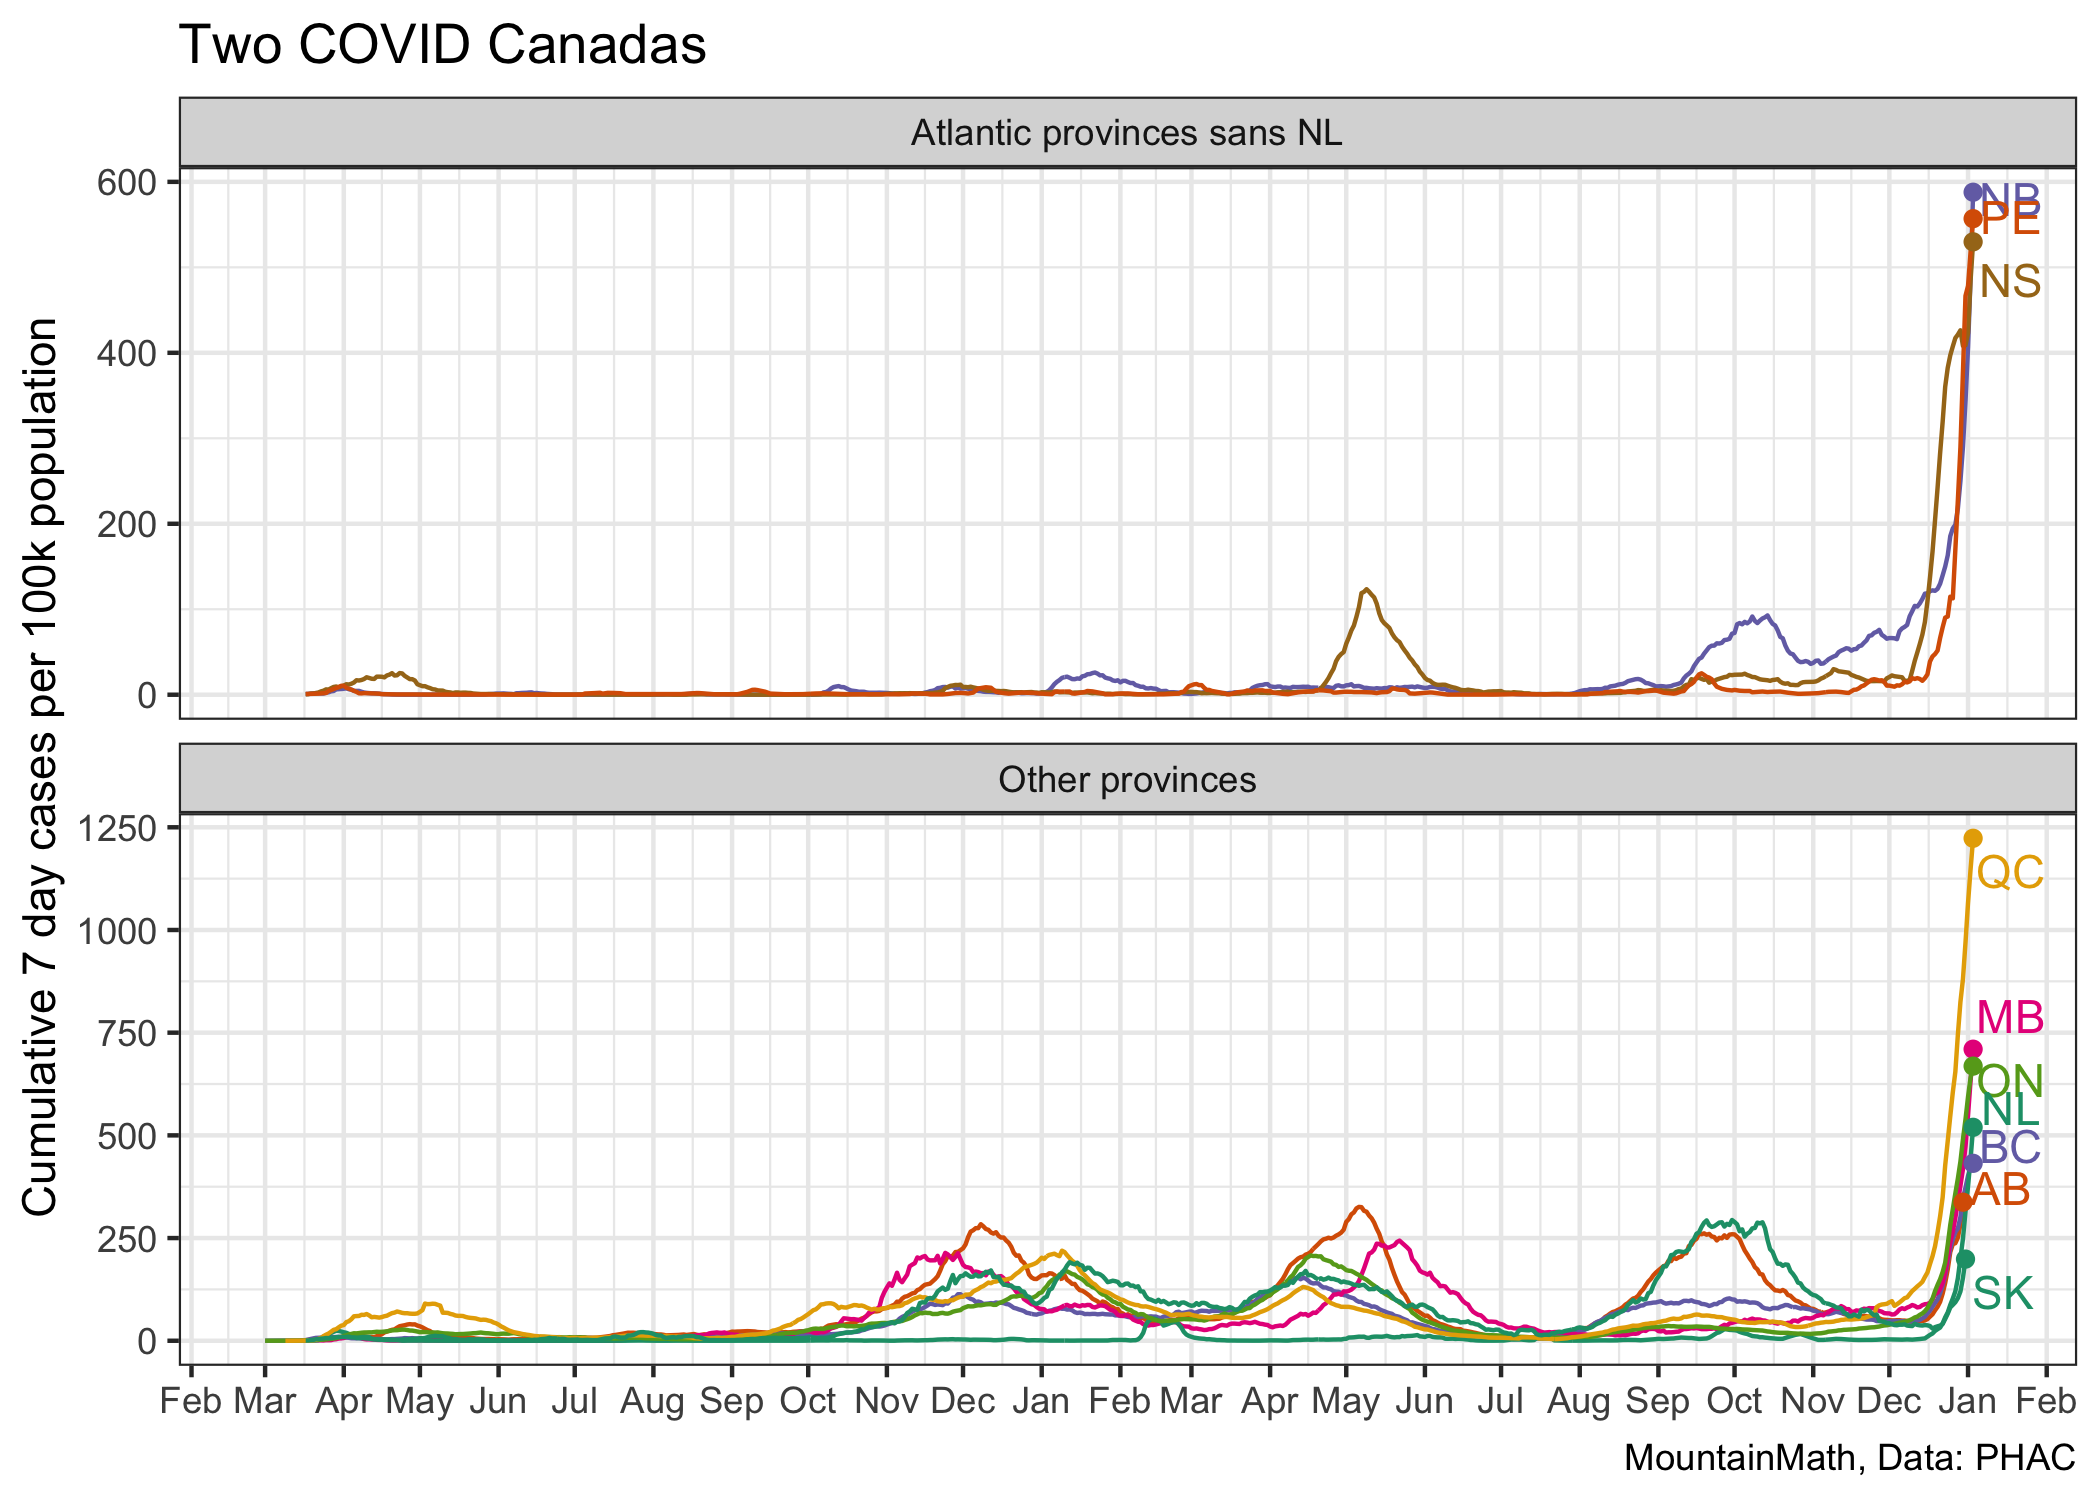 Two COVID Canadas
Atlantic provinces sans NL
600
400
200
0
NB
PE
NS
Cumulative 7 day cases per 100k population
Other provinces
1250
1000
750
500
250
0
QC
MB
ON
NL
BC
AB
SK
Feb Mar Apr May Jun Jul Aug Sep Oct Nov Dec Jan Feb Mar Apr May Jun Jul Aug Sep Oct Nov Dec Jan Feb
MountainMath, Data: PHAC